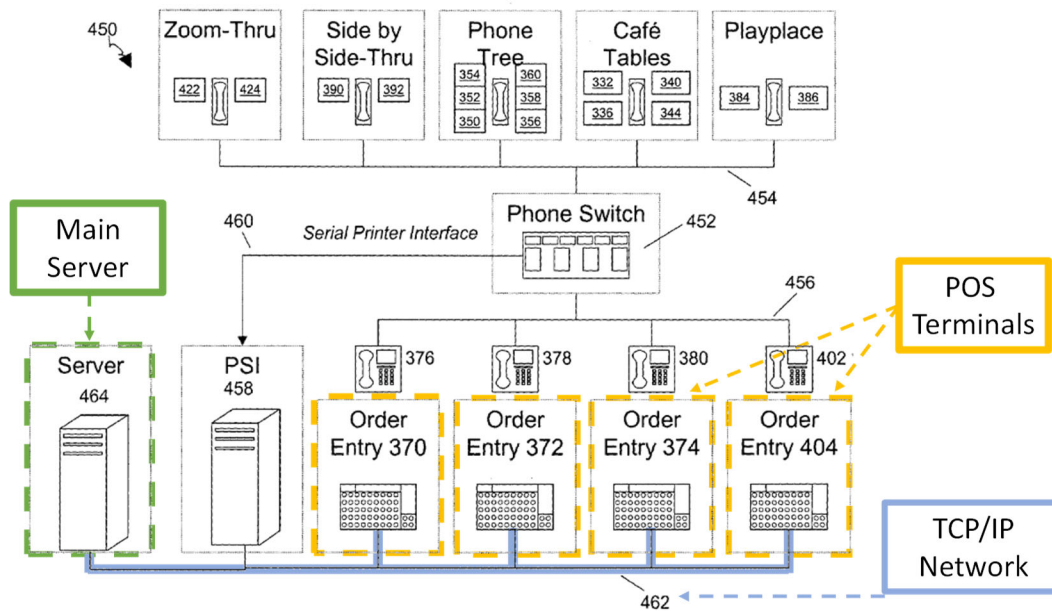 450
Zoom-Thru
422
424
Side by
Side-Thru
390
392
Phone
Tree
354
360
352
358
350
356
Café
Tables
332
340
336
344
Playplace
384
386
454
Phone Switch
452
460
Serial Printer Interface
456
Main
Server
POS
Terminals
Server
464
PSI
458
376
378
380
402
Order
Entry 370
Order
Entry 372
Order
Entry 374
Order
Entry 404
TCP/IP
Network
462